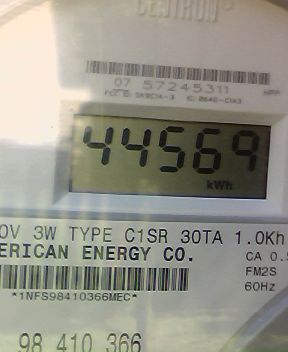 CENTRON®
07 57245311
44569
kWh
0V 3W TYPE C1SR 30TA 1.0Kh
ERICAN ENERGY CO.
CA 0.5
FM2S
60Hz
*1NFS98410366MEC*
98 410 366